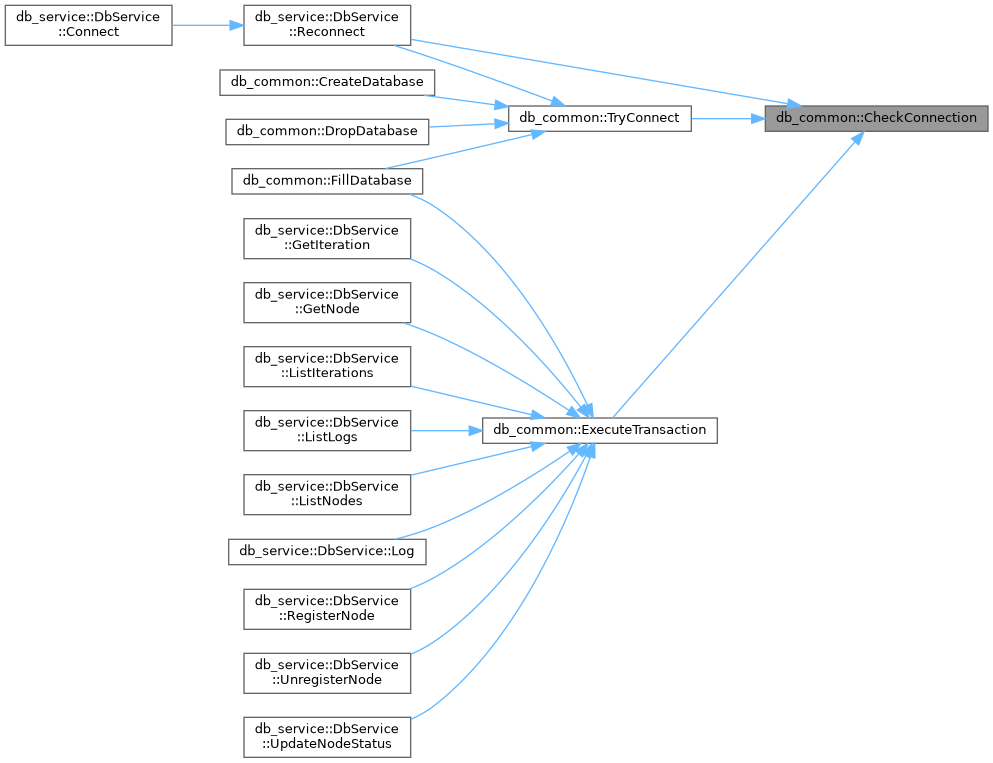 db_service::DbService
::Connect
db_service::DbService
::Reconnect
db_common::CreateDatabase
db_common::TryConnect
db_common::CheckConnection
db_common::DropDatabase
db_common::FillDatabase
db_service::DbService
::GetIteration
db_service::DbService
::GetNode
db_service::DbService
::ListIterations
db_service::DbService
::ListLogs
db_common::ExecuteTransaction
db_service::DbService
::ListNodes
db_service::DbService::Log
db_service::DbService
::RegisterNode
db_service::DbService
::UnregisterNode
db_service::DbService
::UpdateNodeStatus